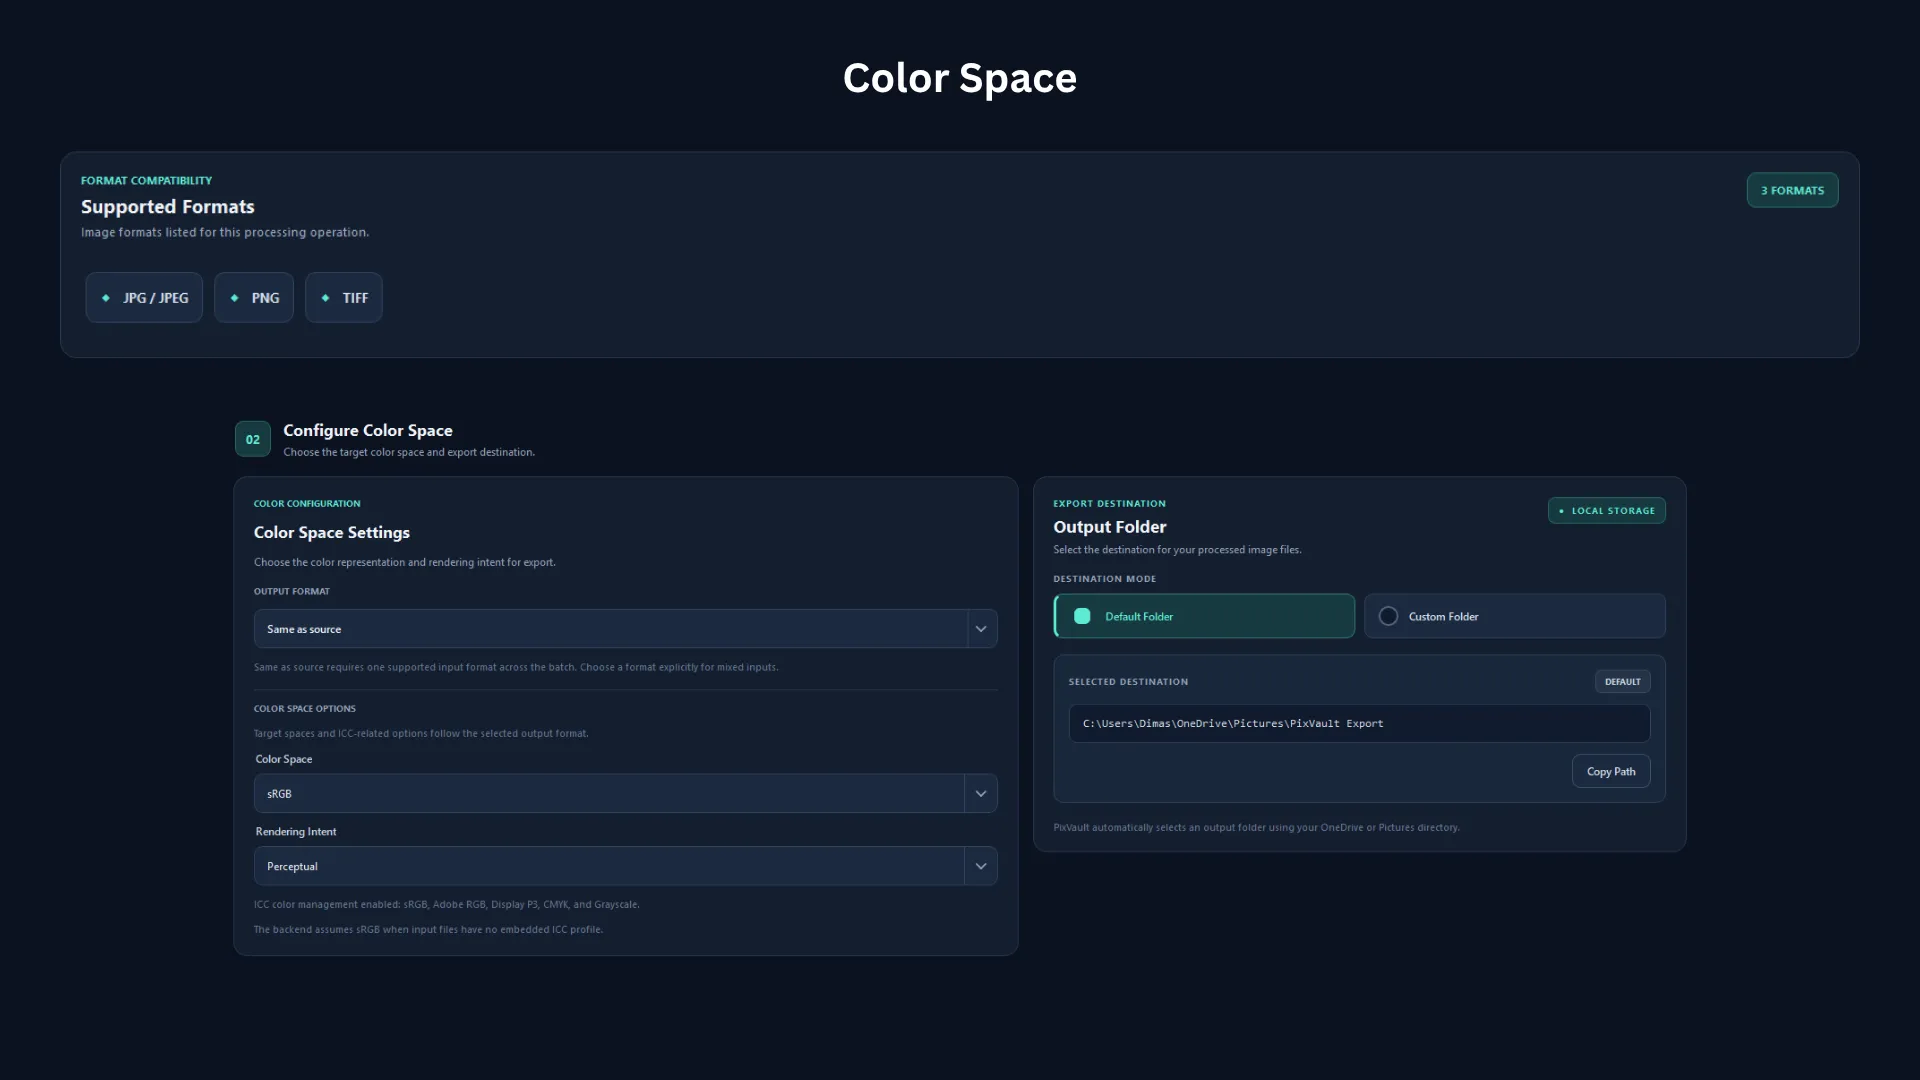 Color Space
FORMAT COMPATIBILITY
Supported Formats
Image formats listed for this processing operation.
3 FORMATS
JPG / JPEG
PNG
TIFF
02
Configure Color Space
Choose the target color space and export destination.
COLOR CONFIGURATION
Color Space Settings
Choose the color representation and rendering intent for export.
OUTPUT FORMAT
Same as source
Same as source requires one supported input format across the batch. Choose a format explicitly for mixed inputs.
COLOR SPACE OPTIONS
Target spaces and ICC-related options follow the selected output format.
Color Space
sRGB
Rendering Intent
Perceptual
ICC color management enabled: sRGB, Adobe RGB, Display P3, CMYK, and Grayscale.
The backend assumes sRGB when input files have no embedded ICC profile.
EXPORT DESTINATION
Output Folder
Select the destination for your processed image files.
LOCAL STORAGE
DESTINATION MODE
Default Folder
Custom Folder
SELECTED DESTINATION
DEFAULT
C:\Users\Dimas\OneDrive\Pictures\PixVault Export
Copy Path
PixVault automatically selects an output folder using your OneDrive or Pictures directory.